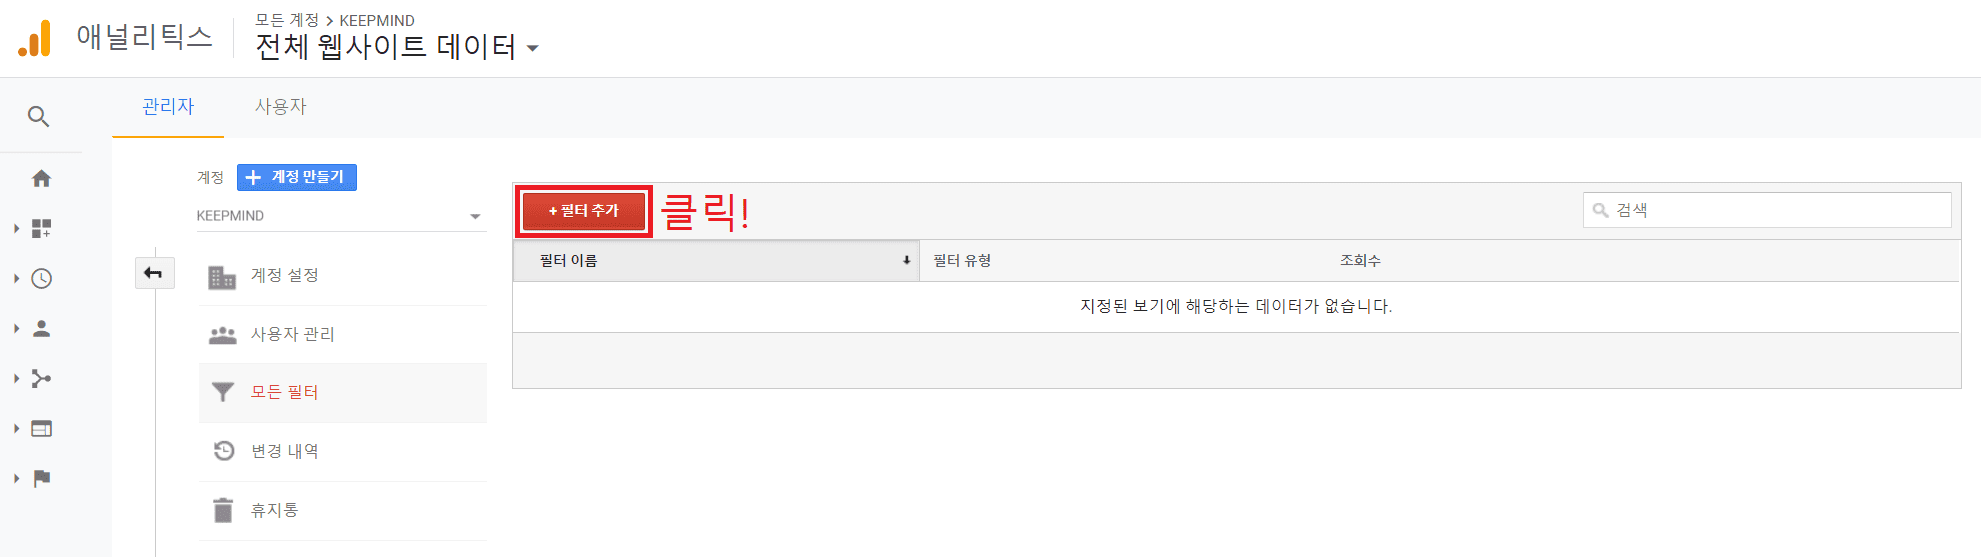 애널리틱스
모든 계정 > KEEPMIND
전체 웹사이트 데이터
관리자 사용자
계정 + 계정 만들기
KEEPMIND
계정 설정
사용자 관리
모든 필터
변경 내역
휴지통
+ 필터 추가 클릭! 검색
필터 이름 필터 유형 조회수
지정된 보기에 해당하는 데이터가 없습니다.